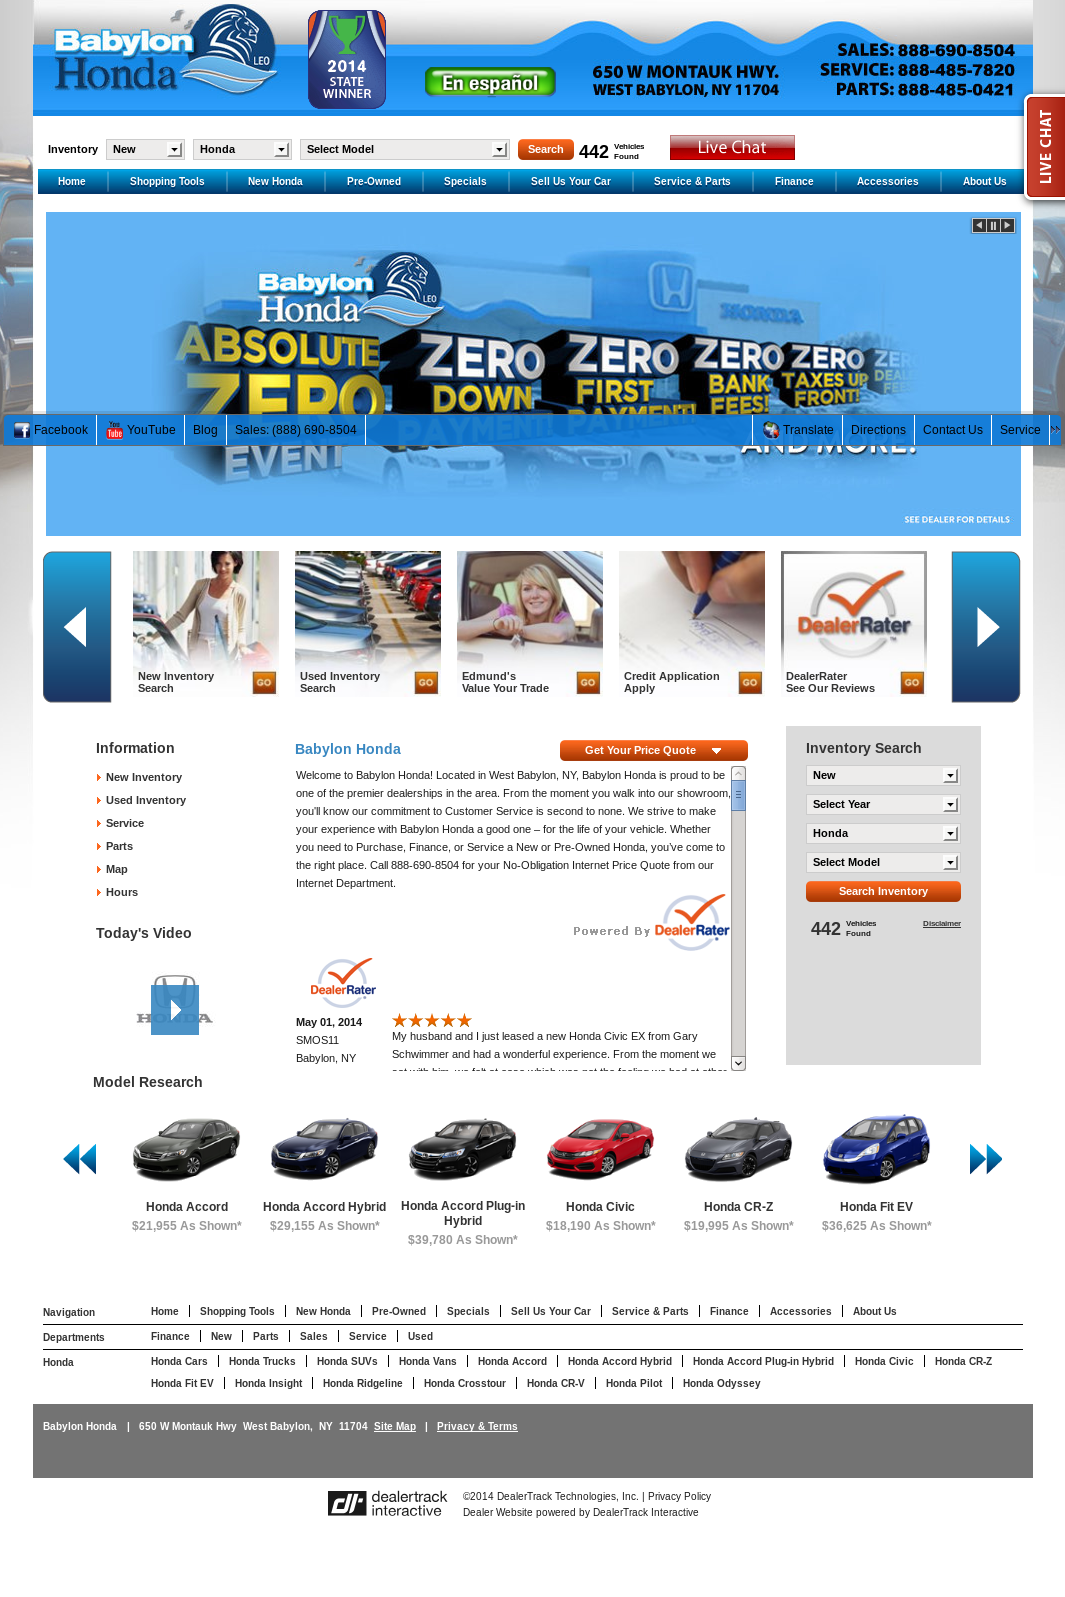 Babylon
Honda
LEO
2014
STATE
WINNER
En español
650 W MONTAUK HWY.
WEST BABYLON, NY 11704
SALES: 888-690-8504
SERVICE: 888-485-7820
PARTS: 888-485-0421
LIVE CHAT
Inventory New Honda Select Model Search 442 Vehicles Found
Live Chat
Home Shopping Tools New Honda Pre-Owned Specials Sell Us Your Car Service & Parts Finance Accessories About Us
Babylon
Honda
LEO
HONDA
ABSOLUTE
ZERO
EVENT
ZERO
DOWN
ZERO
FIRST
PAYMENT
ZERO
BANK
FEES!
ZERO
TAXES UP
FRONT!
DEALER
FEES
AND MORE!
Facebook YouTube Blog Sales: (888) 690-8504 Translate Directions Contact Us Service
SEE DEALER FOR DETAILS
New Inventory
Search
GO
Used Inventory
Search
GO
Edmund's
Value Your Trade
GO
Credit Application
Apply
GO
DealerRater
DealerRater
See Our Reviews
GO
Information
New Inventory
Used Inventory
Service
Parts
Map
Hours
Today's Video
HONDA
Babylon Honda
Get Your Price Quote
Welcome to Babylon Honda! Located in West Babylon, NY, Babylon Honda is proud to be
one of the premier dealerships in the area. From the moment you walk into our showroom,
you'll know our commitment to Customer Service is second to none. We strive to make
your experience with Babylon Honda a good one – for the life of your vehicle. Whether
you need to Purchase, Finance, or Service a New or Pre-Owned Honda, you've come to
the right place. Call 888-690-8504 for your No-Obligation Internet Price Quote from our
Internet Department.
Powered By DealerRater
DealerRater
May 01, 2014
SMOS11
Babylon, NY
My husband and I just leased a new Honda Civic EX from Gary
Schwimmer and had a wonderful experience. From the moment we
Inventory Search
New
Select Year
Honda
Select Model
Search Inventory
442 Vehicles Found
Disclaimer
Model Research
Honda Accord
$21,955 As Shown*
Honda Accord Hybrid
$29,155 As Shown*
Honda Accord Plug-in
Hybrid
$39,780 As Shown*
Honda Civic
$18,190 As Shown*
Honda CR-Z
$19,995 As Shown*
Honda Fit EV
$36,625 As Shown*
Navigation Home Shopping Tools New Honda Pre-Owned Specials Sell Us Your Car Service & Parts Finance Accessories About Us
Departments Finance New Parts Sales Service Used
Honda Honda Cars Honda Trucks Honda SUVs Honda Vans Honda Accord Honda Accord Hybrid Honda Accord Plug-in Hybrid Honda Civic Honda CR-Z
Honda Fit EV Honda Insight Honda Ridgeline Honda Crosstour Honda CR-V Honda Pilot Honda Odyssey
Babylon Honda | 650 W Montauk Hwy West Babylon, NY 11704 Site Map | Privacy & Terms
dealertrack
interactive
©2014 DealerTrack Technologies, Inc. | Privacy Policy
Dealer Website powered by DealerTrack Interactive